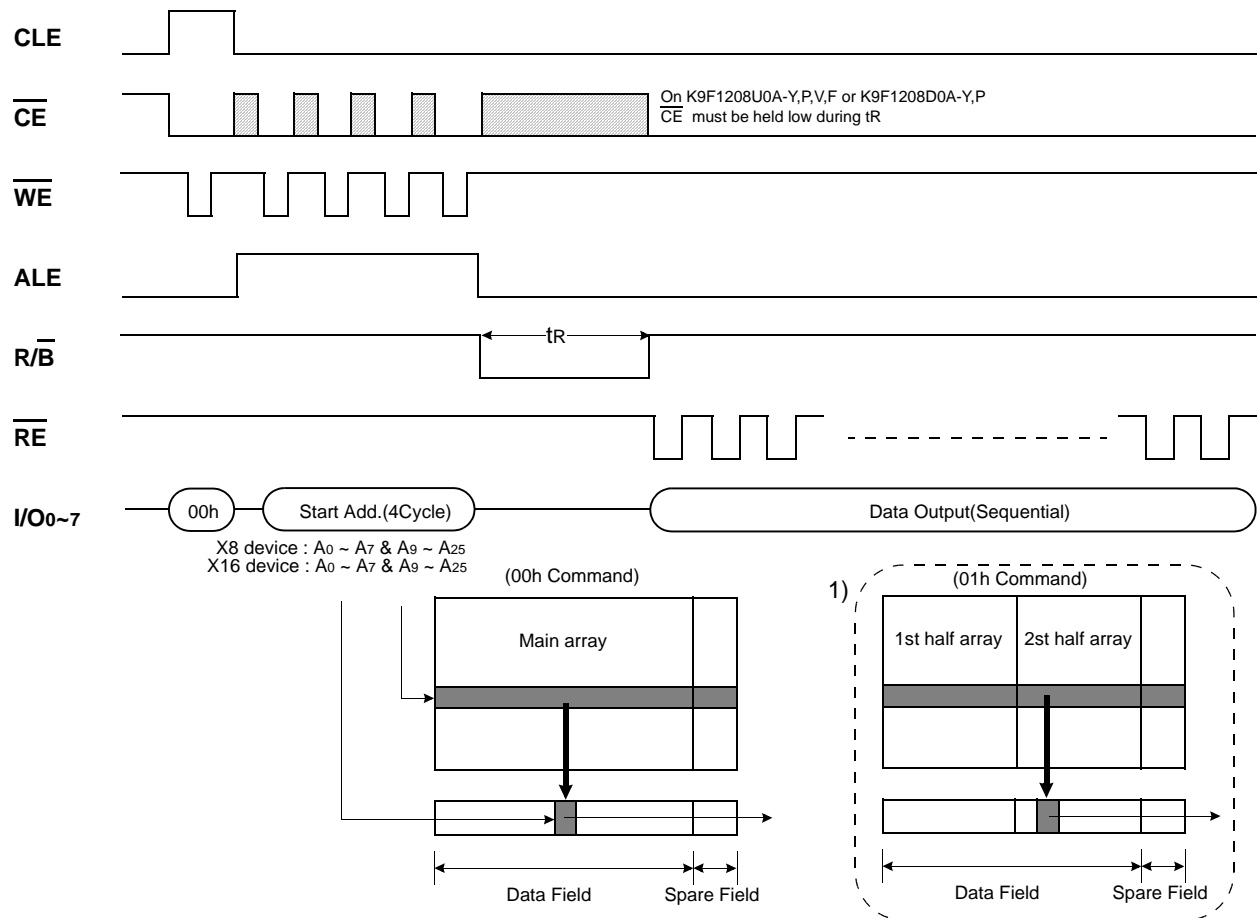 CLE
CE
On K9F1208U0A-Y,P,V,F or K9F1208D0A-Y,P
CE must be held low during tR
WE
ALE
R/B
tR
RE
I/O0~7
00h
Start Add.(4Cycle)
Data Output(Sequential)
X8 device : A0 ~ A7 & A9 ~ A25
X16 device : A0 ~ A7 & A9 ~ A25
(00h Command)
Main array
Data Field
Spare Field
1)
(01h Command)
1st half array
2st half array
Data Field
Spare Field